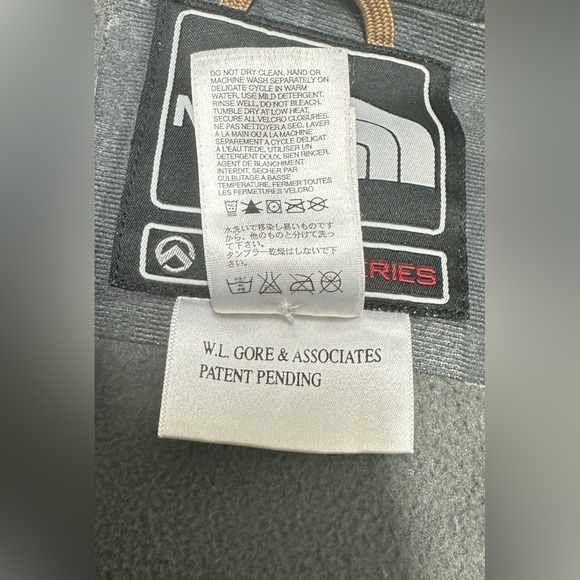 DO NOT DRY CLEAN, HAND OR
MACHINE WASH SEPARATELY ON
DELICATE CYCLE IN WARM
WATER, USE MILD DETERGENT.
RINSE WELL. DO NOT BLEACH.
TUMBLE DRY AT LOW HEAT,
SECURE ALL VELCRO CLOSURES.
NE PAS NETTOYER A SEC, LAVER
A LA MAIN OU A LA MACHINE
SEPAREMENT A CYCLE DELICAT
A L'EAU TIEDE, UTILISER UN
DETERGENT DOUX, BIEN RINCER,
AGENT DE BLANCHIMENT
INTERDIT. SECHER PAR
CULBUTAGE A BASSE
TEMPERATURE. FERMER TOUTES
LES FERMETURES VELCRO
水洗いで移染し易いものです
から、他のものと分けて洗っ
て下さい。
タンブラー乾燥はしないで下
さい。
ERIES
W.L. GORE & ASSOCIATES
PATENT PENDING